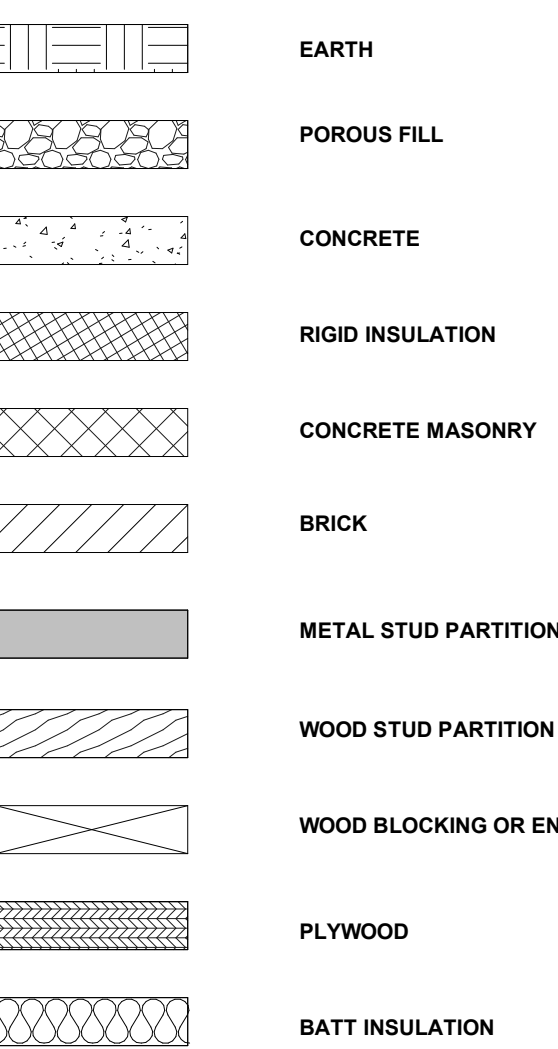 EARTH
POROUS FILL
CONCRETE
RIGID INSULATION
CONCRETE MASONRY
BRICK
METAL STUD PARTITION
WOOD STUD PARTITION
WOOD BLOCKING OR EN
PLYWOOD
BATT INSULATION